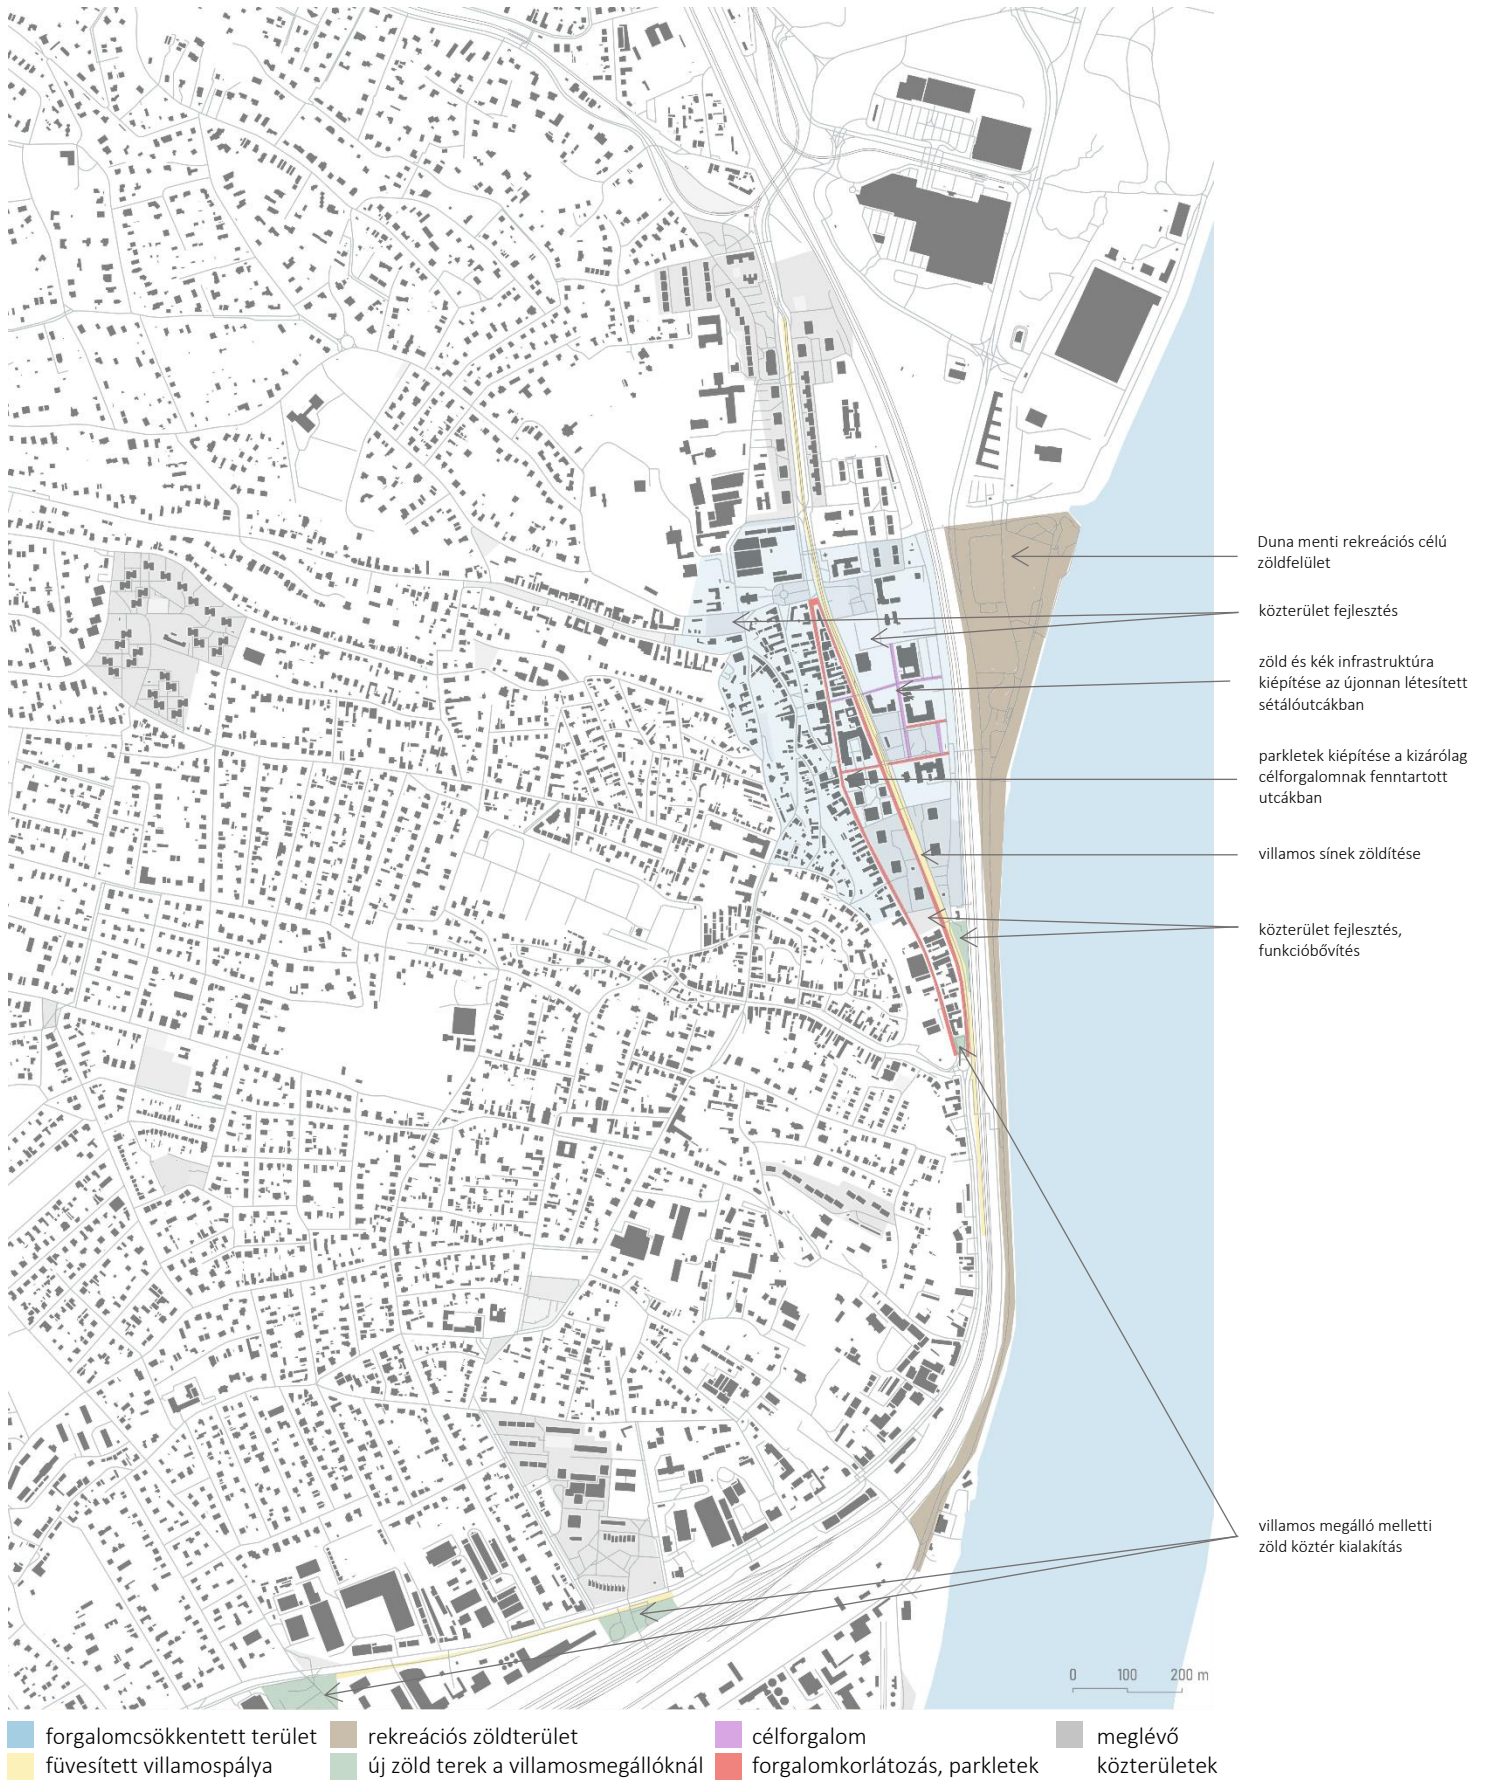 Duna menti rekreációs célú
zöldfelület
közterület fejlesztés
zöld és kék infrastruktúra
kiépítése az újonnan létesített
sétálóutcákban
parkletek kiépítése a kizárólag
célforgalomnak fenntartott
utcákban
villamos sínek zöldítése
közterület fejlesztés,
funkcióbővítés
villamos megálló melletti
zöld köztér kialakítás
0 100 200 m
forgalomcsökkentett terület
füvesített villamospálya
rekreációs zöldterület
új zöld terek a villamosmegállóknál
célforgalom
forgalomkorlátozás, parkletek
meglévő
közterületek